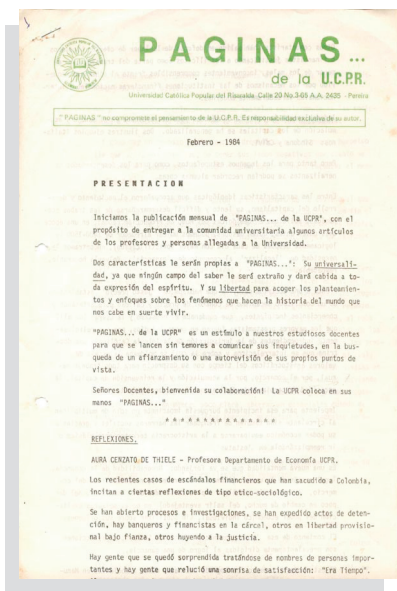 PAGINAS...
de la U.C.P.R.
Universidad Católica Popular del Risaralda Calle 20 No. 3-65 A.A. 2435 - Pereira
"PAGINAS" no compromete el pensamiento de la U.C.P.R. Es responsabilidad exclusiva de su autor.
Febrero - 1984
PRESENTACION
Iniciamos la publicación mensual de "PAGINAS... de la UCPR", con el
propósito de entregar a la comunidad universitaria algunos artículos
de los profesores y personas allegadas a la Universidad.
Dos características le serán propias a "PAGINAS...": Su universali-
dad, ya que ningún campo del saber le será extraño y dará cabida a to-
da expresión del espíritu. Y su libertad para acoger los planteamien-
tos y enfoques sobre los fenómenos que hacen la historia del mundo que
nos cabe en suerte vivir.
"PAGINAS... de la UCPR" es un estímulo a nuestros estudiosos docentes
para que se lancen sin temores a comunicar sus inquietudes, en la bus-
queda de un afianzamiento o una autorevisión de sus propios puntos de
vista.
Señores Docentes, bienvenida su colaboración! La UCPR coloca en sus
manos "PAGINAS..."
* * * * * * * * * * * * * * *
REFLEXIONES.
AURA CENZATO DE THIELE - Profesora Departamento de Economía UCPR.
Los recientes casos de escándalos financieros que han sacudido a Colombia,
incitan a ciertas reflexiones de tipo etico-sociológico.
Se han abierto procesos e investigaciones, se han expedido actos de deten-
ción, hay banqueros y financistas en la cárcel, otros en libertad provisio-
nal bajo fianza, otros huyendo a la justicia.
Hay gente que se quedó sorprendida tratándose de nombres de personas impor-
tantes y hay gente que relució una sonrisa de satisfacción: "Era Tiempo".